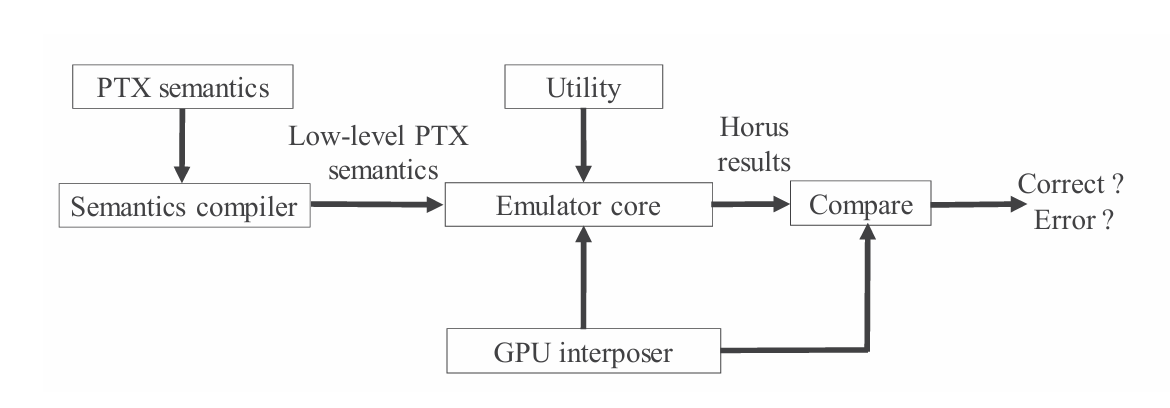 PTX semantics
Utility
Low-level PTX
semantics
Horus
results
Semantics compiler
Emulator core
Compare
Correct ?
Error ?
GPU interposer